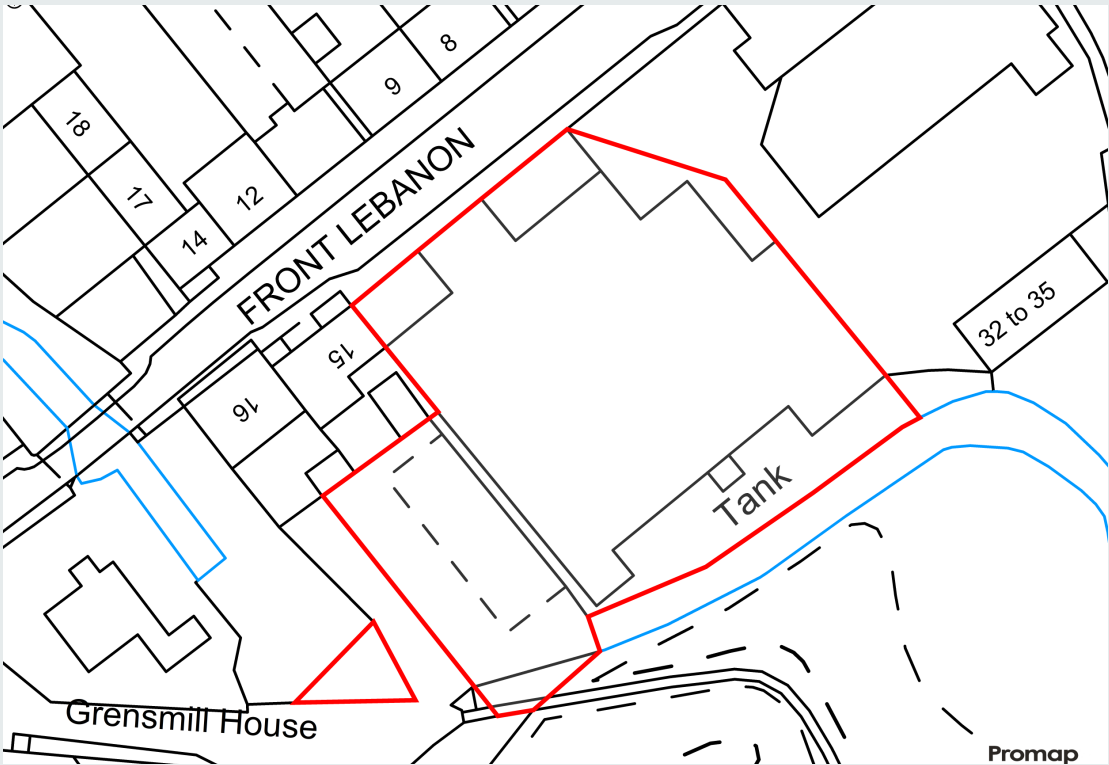 8
9
18
17
12
14
FRONT LEBANON
15
16
32 to 35
Tank
Grensmill House
Promap